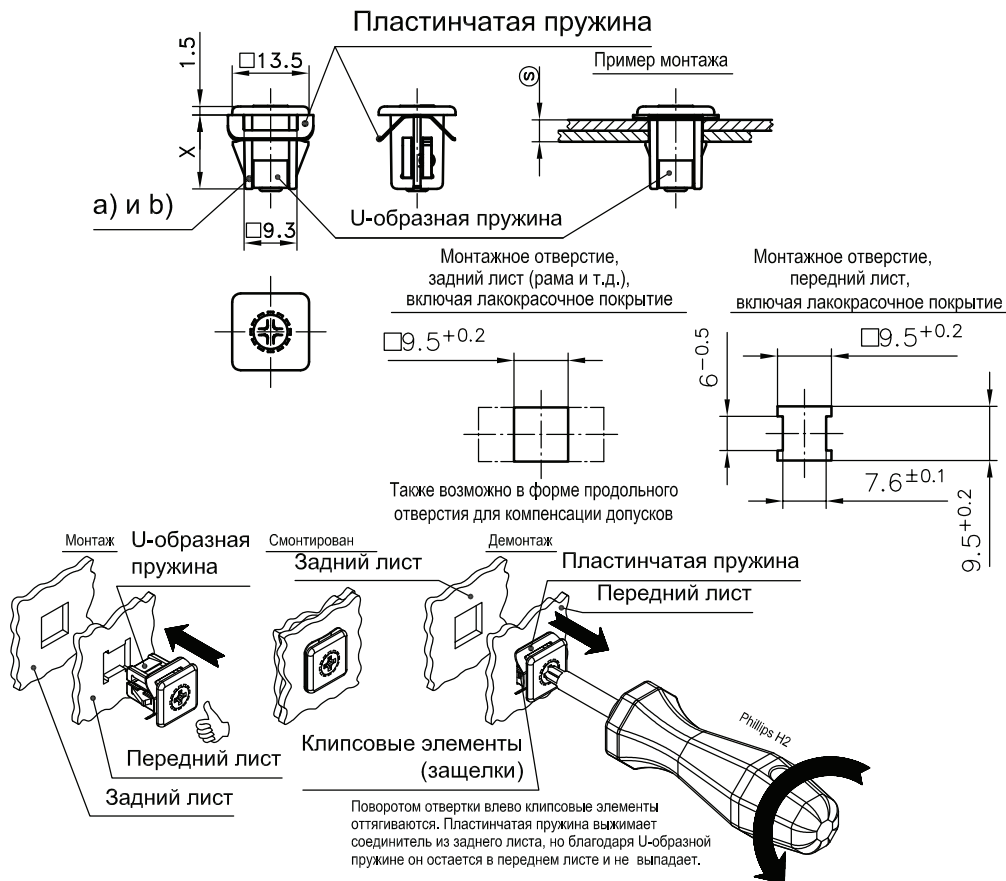 Пластинчатая пружина
1.5
□13.5
Ⓢ
Пример монтажа
X
a) и b)
U-образная пружина
□9.3
Монтажное отверстие,
задний лист (рама и т.д.),
включая лакокрасочное покрытие
□9.5+0.2
Также возможно в форме продольного
отверстия для компенсации допусков
Монтажное отверстие,
передний лист,
включая лакокрасочное покрытие
6-0.5
□9.5+0.2
7.6±0.1
9.5+0.2
Монтаж
U-образная
пружина
Передний лист
Задний лист
Смонтирован
Задний лист
Демонтаж
Пластинчатая пружина
Передний лист
Клипсовые элементы
(защелки)
Phillips H2
Поворотом отвертки влево клипсовые элементы
оттягиваются. Пластинчатая пружина выжимает
соединитель из заднего листа, но благодаря U-образной
пружине он остается в переднем листе и не выпадает.